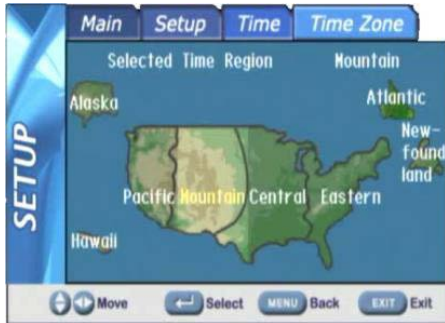 Main Setup Time Time Zone
Selected Time Region Mountain
Alaska
Atlantic
New-
found
land
Pacific Mountain Central Eastern
Hawaii
SETUP
Move Select MENU Back EXIT Exit